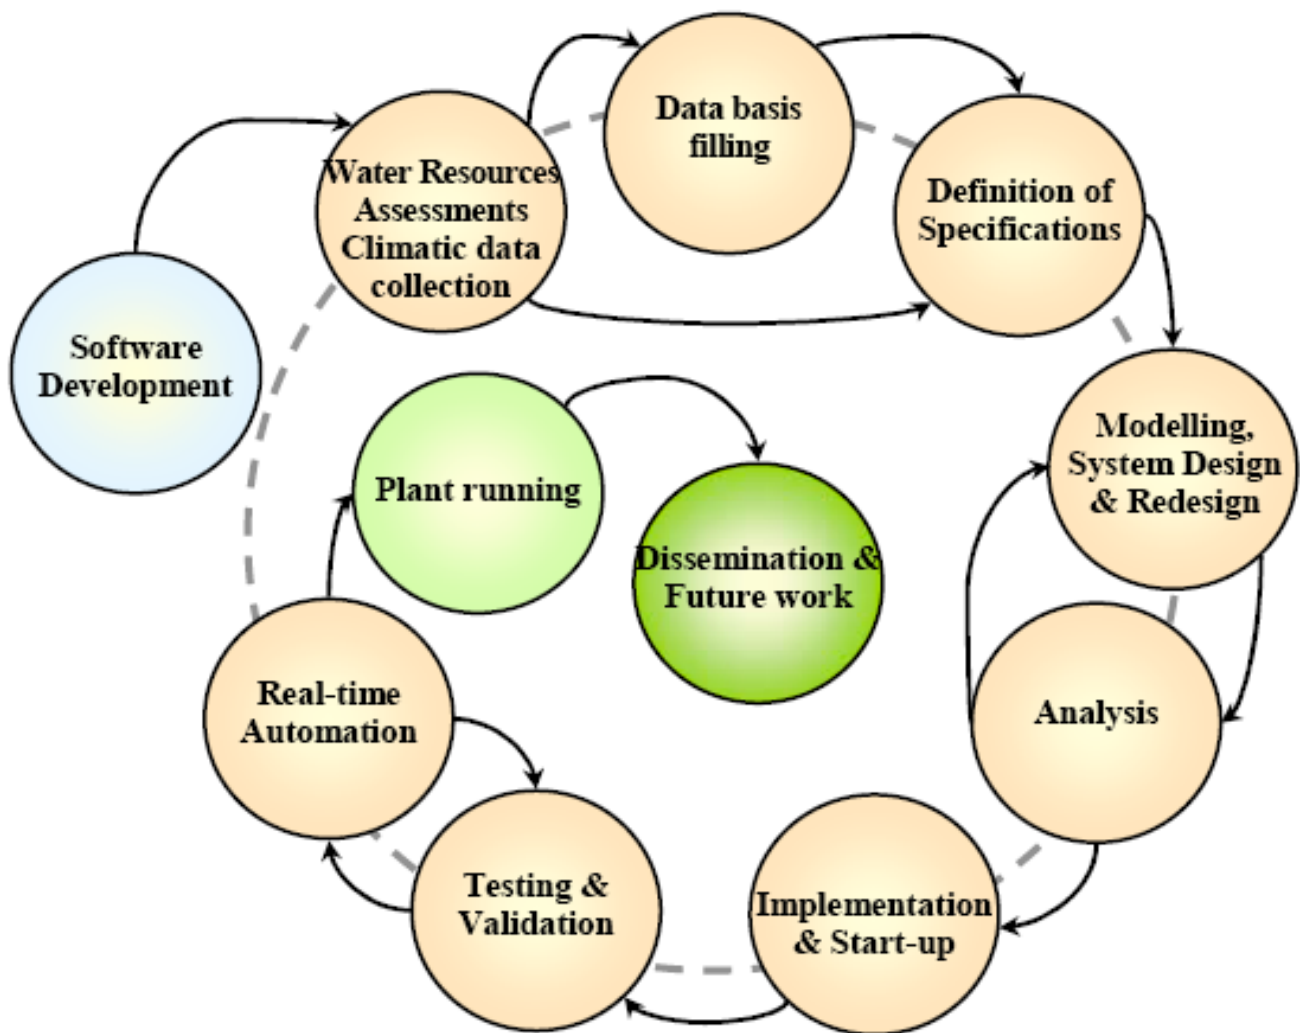 Data basis
filling
Water Resources
Assessments
Climatic data
collection
Definition of
Specifications
Software
Development
Modelling,
System Design
& Redesign
Plant running
Dissemination &
Future work
Real-time
Automation
Analysis
Testing &
Validation
Implementation
& Start-up